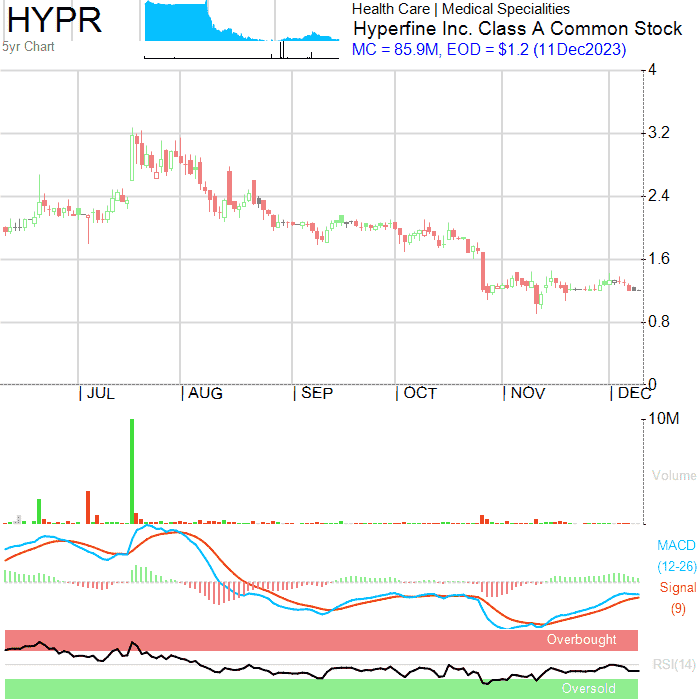 HYPR
5yr Chart
Health Care | Medical Specialities
Hyperfine Inc. Class A Common Stock
MC = 85.9M, EOD = $1.2 (11Dec2023)
4
3.2
2.4
1.6
0.8
0
| JUL | AUG | SEP | OCT | NOV | DEC
10M
Volume
MACD
(12-26)
Signal
(9)
Overbought
RSI(14)
Oversold